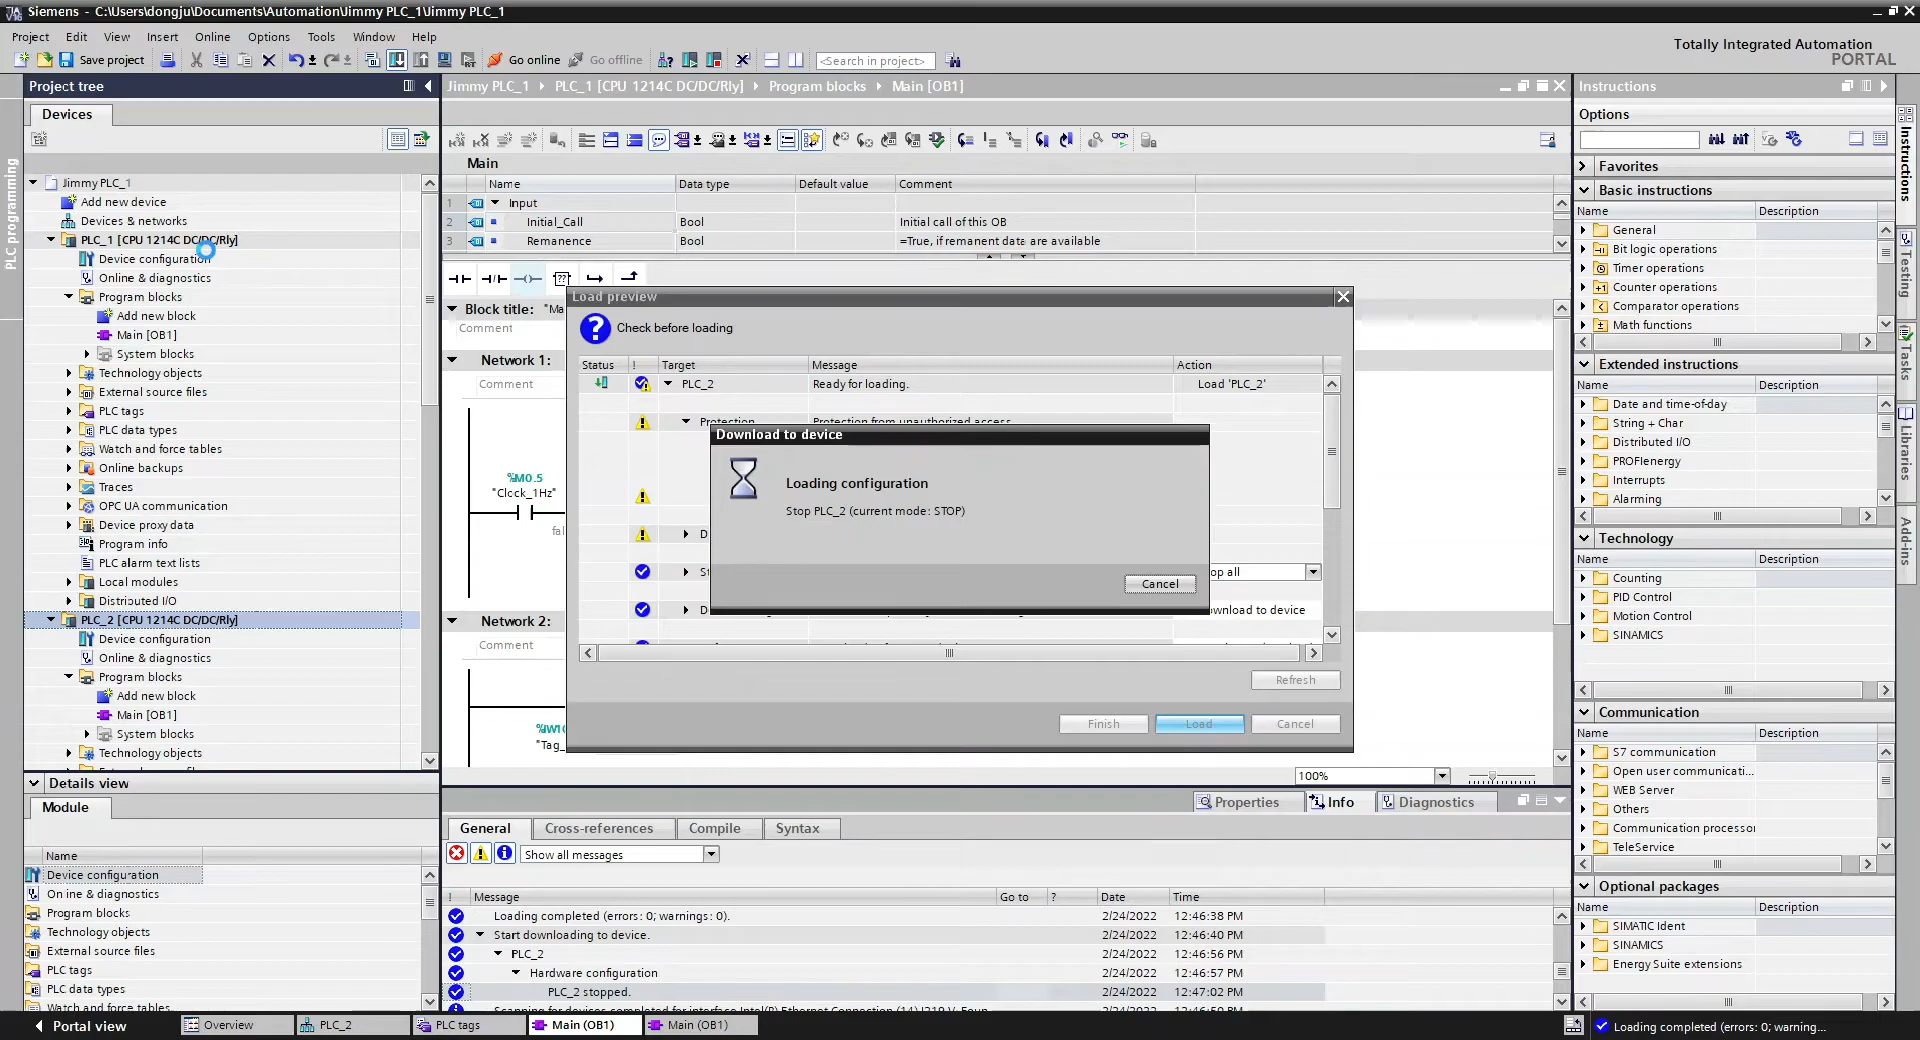 Siemens - C:\Users\dongju\Documents\Automation\Jimmy PLC_1\Jimmy PLC_1
Project Edit View Insert Online Options Tools Window Help
Totally Integrated Automation
PORTAL
Save project
Go online
Go offline
<Search in project>
Project tree
Jimmy PLC_1 PLC_1 [CPU 1214C DC/DC/Rly] Program blocks Main [OB1]
Instructions
Devices
Options
PLC programming
Jimmy PLC_1
Add new device
Devices & networks
PLC_1 [CPU 1214C DC/DC/Rly]
Device configuration
Online & diagnostics
Program blocks
Add new block
Main [OB1]
System blocks
Technology objects
External source files
PLC tags
PLC data types
Watch and force tables
Online backups
Traces
OPC UA communication
Device proxy data
Program info
PLC alarm text lists
Local modules
Distributed I/O
PLC_2 [CPU 1214C DC/DC/Rly]
Device configuration
Online & diagnostics
Program blocks
Add new block
Main [OB1]
System blocks
Technology objects
Details view
Module
Name
Device configuration
Online & diagnostics
Program blocks
Technology objects
External source files
PLC tags
PLC data types
Watch and force tables
Main
Name Data type Default value Comment
1 Input
2 Initial_Call Bool Initial call of this OB
3 Remanence Bool =True, if remanent data are available
Block title: "Ma
Comment
Network 1:
Comment
%M0.5
"Clock_1Hz"
fal
Network 2:
Comment
"Tag_
Load preview
Check before loading
Status ! Target Message Action
PLC_2 Ready for loading. Load 'PLC_2'
Protection Protection from unauthorized access
D
St op all
D ownload to device
Refresh
Finish Load Cancel
Download to device
Loading configuration
Stop PLC_2 (current mode: STOP)
Cancel
100%
Properties Info Diagnostics
General Cross-references Compile Syntax
Show all messages
! Message Go to ? Date Time
Loading completed (errors: 0; warnings: 0). 2/24/2022 12:46:38 PM
Start downloading to device. 2/24/2022 12:46:40 PM
PLC_2 2/24/2022 12:46:56 PM
Hardware configuration 2/24/2022 12:46:57 PM
PLC_2 stopped. 2/24/2022 12:47:02 PM
Favorites
Basic instructions
Name Description
General
Bit logic operations
Timer operations
Counter operations
Comparator operations
Math functions
Extended instructions
Name Description
Date and time-of-day
String + Char
Distributed I/O
PROFIenergy
Interrupts
Alarming
Technology
Name Description
Counting
PID Control
Motion Control
SINAMICS
Communication
Name Description
S7 communication
Open user communicati...
WEB Server
Others
Communication processor
TeleService
Optional packages
Name Description
SIMATIC Ident
SINAMICS
Energy Suite extensions
Instructions
Testing
Tasks
Libraries
Add-ins
Portal view Overview PLC_2 PLC tags Main (OB1) Main (OB1)
Loading completed (errors: 0; warning...